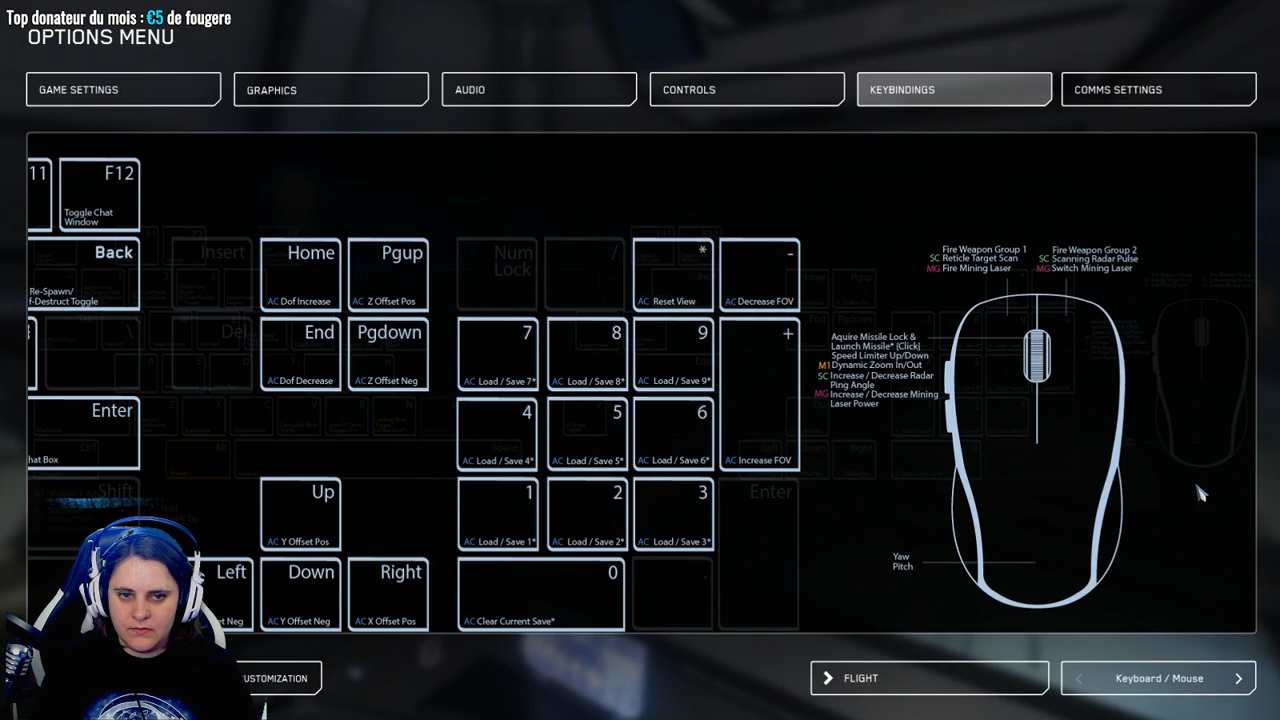 Top donateur du mois : €5 de fougere
OPTIONS MENU
GAME SETTINGS
GRAPHICS
AUDIO
CONTROLS
KEYBINDINGS
COMMS SETTINGS
11
F12
Toggle Chat
Window
Back
Re-Spawn/
f-Destruct Toggle
Insert
Home
AC Dof Increase
Pgup
AC Z Offset Pos
Num
Lock
/
*
AC Reset View
-
AC Decrease FOV
\
Del
End
AC Dof Decrease
Pgdown
AC Z Offset Neg
7
AC Load / Save 7*
8
AC Load / Save 8*
9
AC Load / Save 9*
+
AC Increase FOV
Enter
hat Box
4
AC Load / Save 4*
5
AC Load / Save 5*
6
AC Load / Save 6*
Shift
Up
AC Y Offset Pos
1
AC Load / Save 1*
2
AC Load / Save 2*
3
AC Load / Save 3*
Enter
Left
et Neg
Down
AC Y Offset Neg
Right
AC X Offset Pos
0
AC Clear Current Save*
.
Fire Weapon Group 1
SC Reticle Target Scan
MG Fire Mining Laser
Fire Weapon Group 2
SC Scanning Radar Pulse
MG Switch Mining Laser
Aquire Missile Lock &
Launch Missile* (Click)
Speed Limiter Up/Down
M1 Dynamic Zoom In/Out
SC Increase / Decrease Radar
Ping Angle
MG Increase / Decrease Mining
Laser Power
Yaw
Pitch
USTOMIZATION
FLIGHT
Keyboard / Mouse